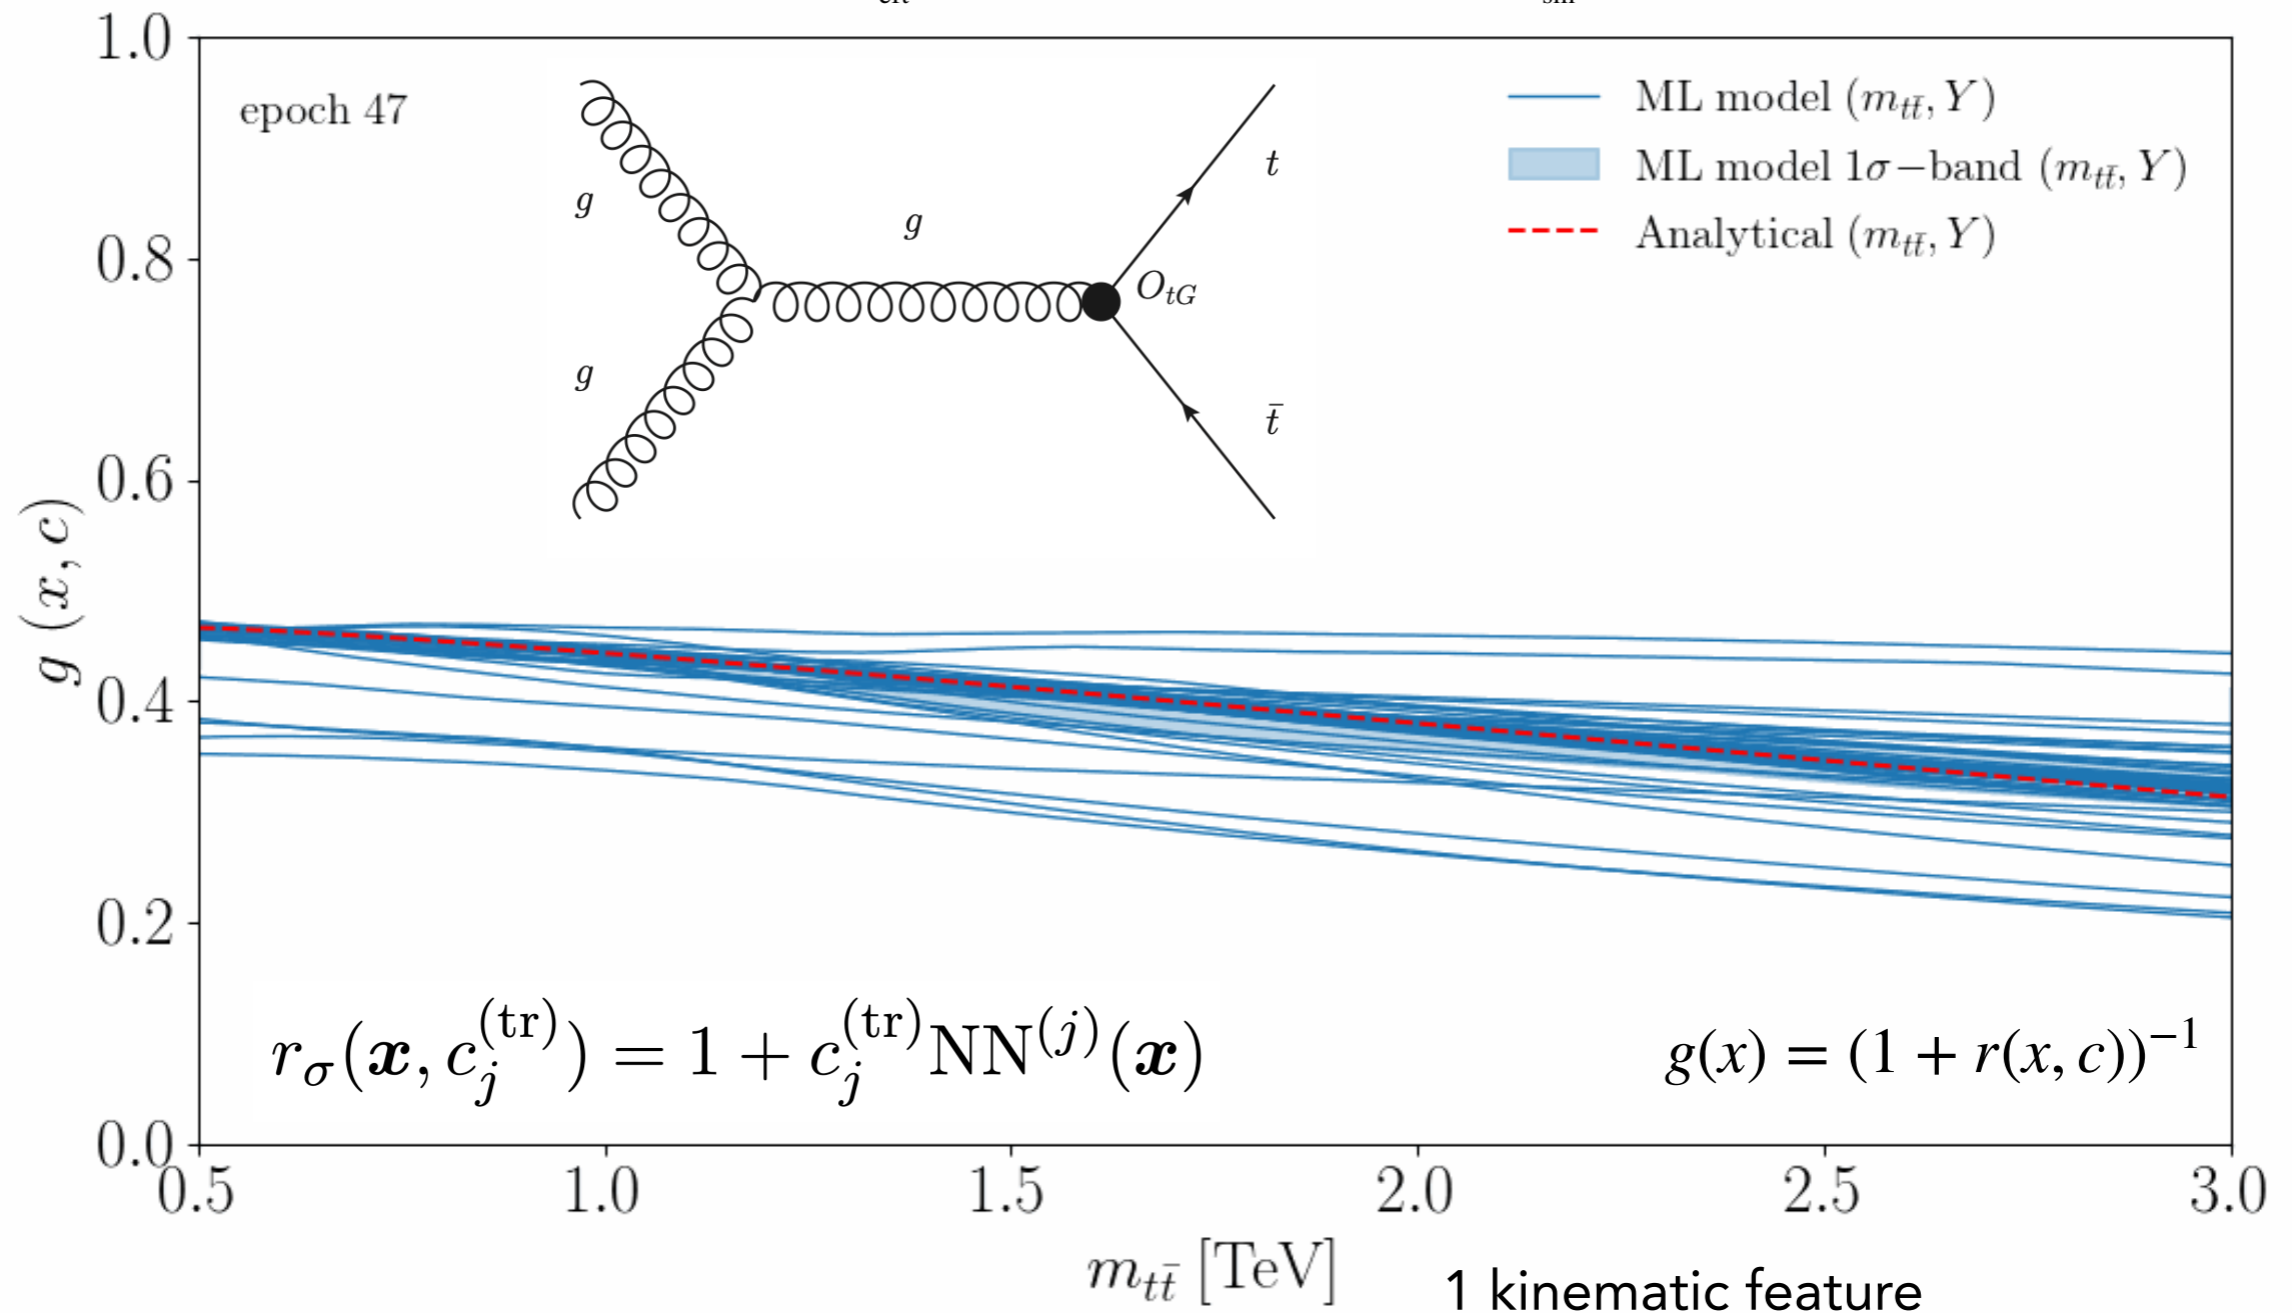 eft sm
1.0
epoch 47
ML model (m_{tt̄}, Y)
ML model 1σ−band (m_{tt̄}, Y)
Analytical (m_{tt̄}, Y)
g
g
g
t
O_{tG}
t̄
0.8
0.6
0.4
0.2
0.0
g (x, c)
r_σ(x, c_j^{(tr)}) = 1 + c_j^{(tr)}NN^{(j)}(x)
g(x) = (1 + r(x, c))^{−1}
0.5 1.0 1.5 2.0 2.5 3.0
m_{tt̄} [TeV]
1 kinematic feature